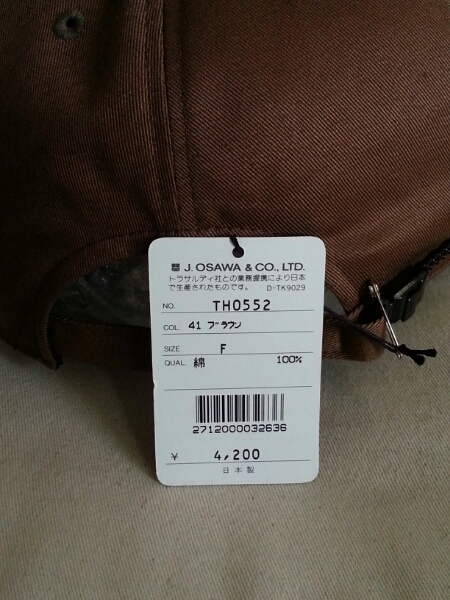 J. OSAWA & CO., LTD.
トラサルディ社との業務提携により日本
で生産されたものです。 D-TK9029
NO. TH0552
COL. 41 ブラウン
SIZE F
QUAL. 綿 100%
2712000032636
¥ 4,200
日本製